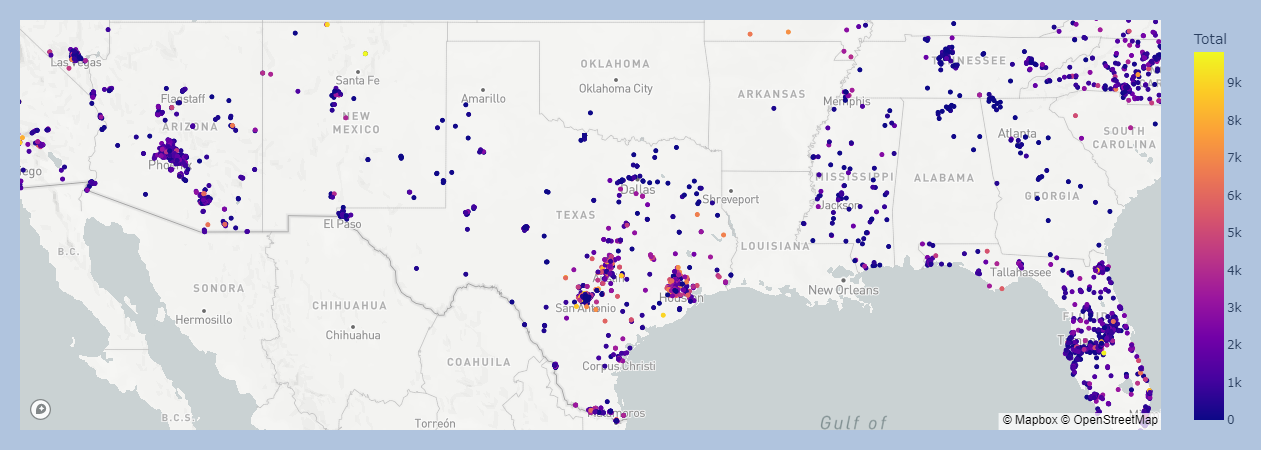 Total
9k
8k
7k
6k
5k
4k
3k
2k
1k
0
Las Vegas
Santa Fe
OKLAHOMA
Oklahoma City
TENNESSEE
Flagstaff
Amarillo
ARKANSAS
Memphis
ARIZONA
NEW
MEXICO
Atlanta
SOUTH
CAROLINA
ego
MISSISSIPPI
ALABAMA
Dallas
Shreveport
GEORGIA
Jackson
TEXAS
El Paso
LOUISIANA
B.C.
Tallahassee
SONORA
New Orleans
Houston
CHIHUAHUA
San Antonio
Hermosillo
Chihuahua
COAHUILA
Corpus Christi
B.C.S.
Matamoros
Torreón
Gulf of
© Mapbox © OpenStreetMap